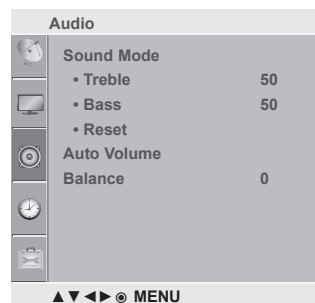 Audio
Sound Mode
• Treble 50
• Bass 50
• Reset
Auto Volume
Balance 0
▲▼◄►◉ MENU